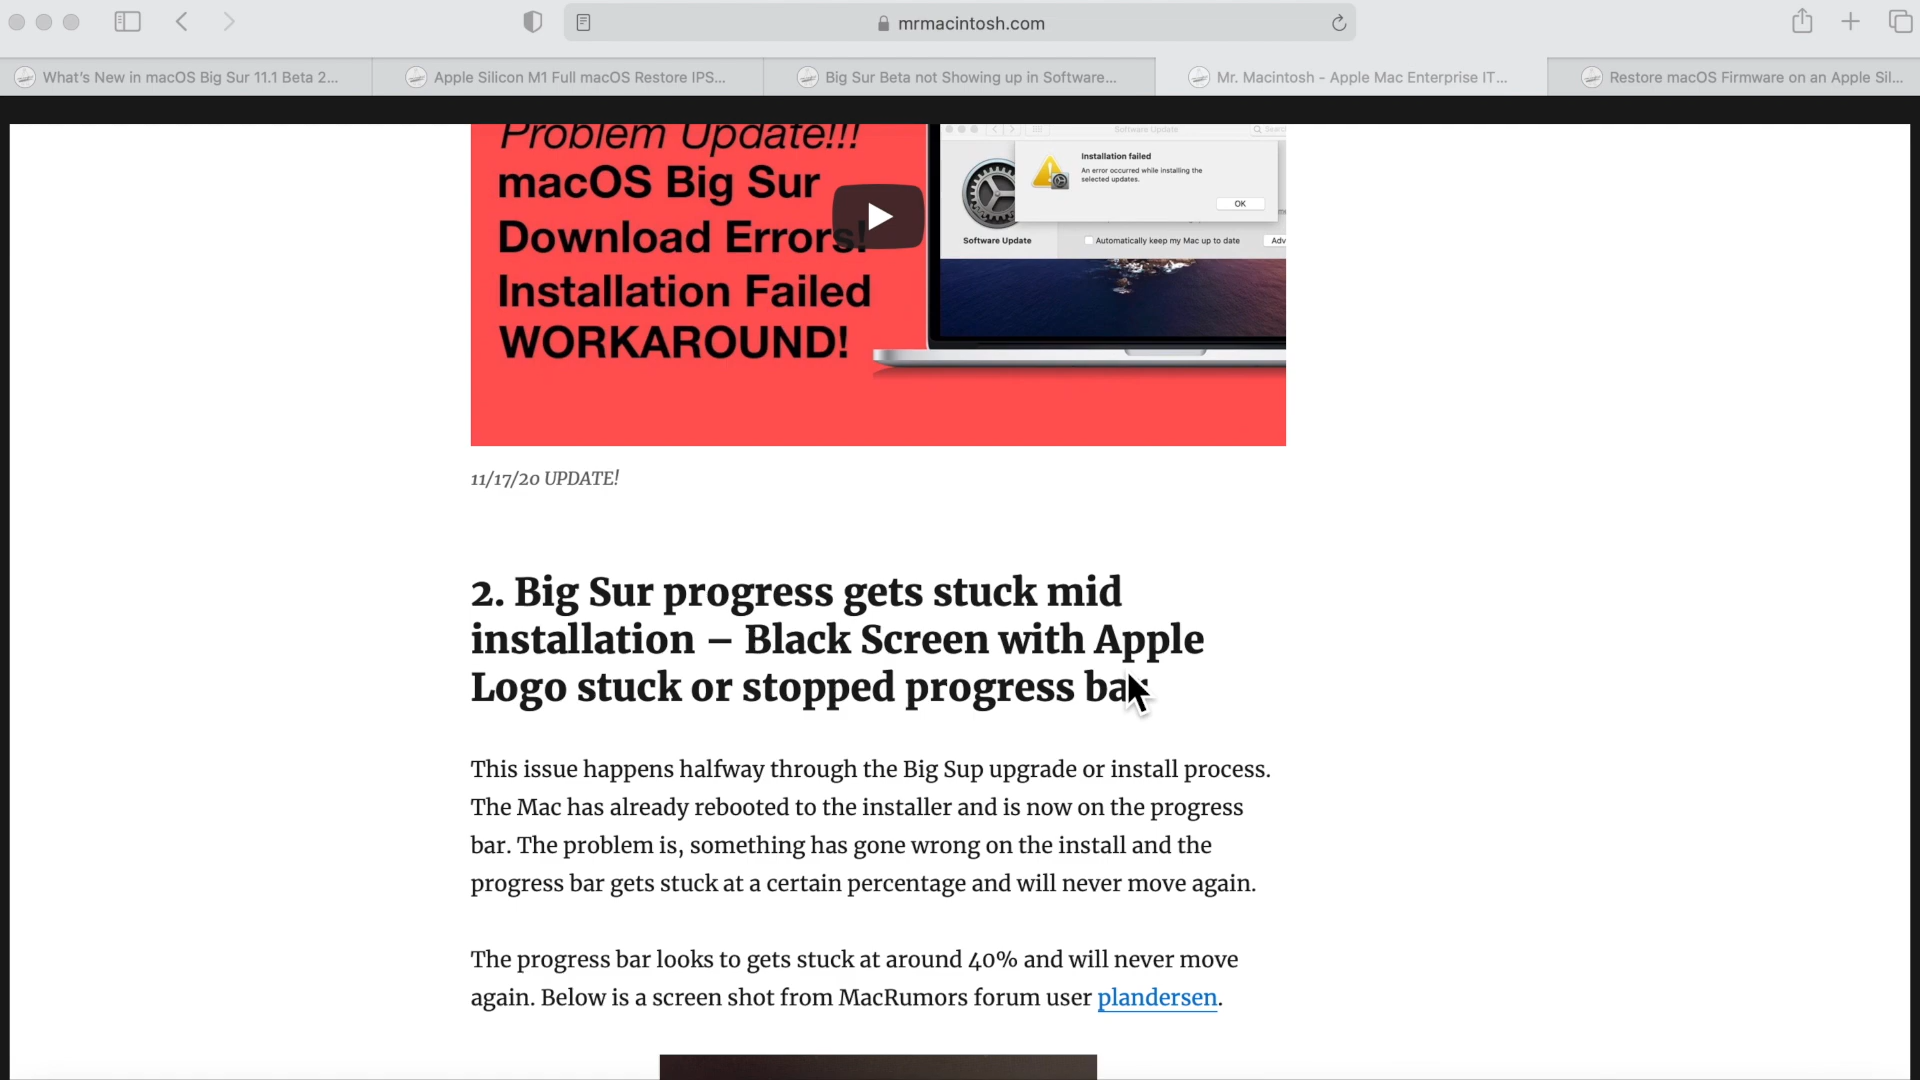 mrmacintosh.com
What's New in macOS Big Sur 11.1 Beta 2...
Apple Silicon M1 Full macOS Restore IPS...
Big Sur Beta not Showing up in Software...
Mr. Macintosh - Apple Mac Enterprise IT...
Restore macOS Firmware on an Apple Sil...
Problem Update!!!
macOS Big Sur
Download Errors!
Installation Failed
WORKAROUND!
Software Update
Installation failed
An error occurred while installing the
selected updates.
OK
Software Update
Automatically keep my Mac up to date
Adv
11/17/20 UPDATE!
2. Big Sur progress gets stuck mid
installation – Black Screen with Apple
Logo stuck or stopped progress bar
This issue happens halfway through the Big Sup upgrade or install process.
The Mac has already rebooted to the installer and is now on the progress
bar. The problem is, something has gone wrong on the install and the
progress bar gets stuck at a certain percentage and will never move again.
The progress bar looks to gets stuck at around 40% and will never move
again. Below is a screen shot from MacRumors forum user plandersen.